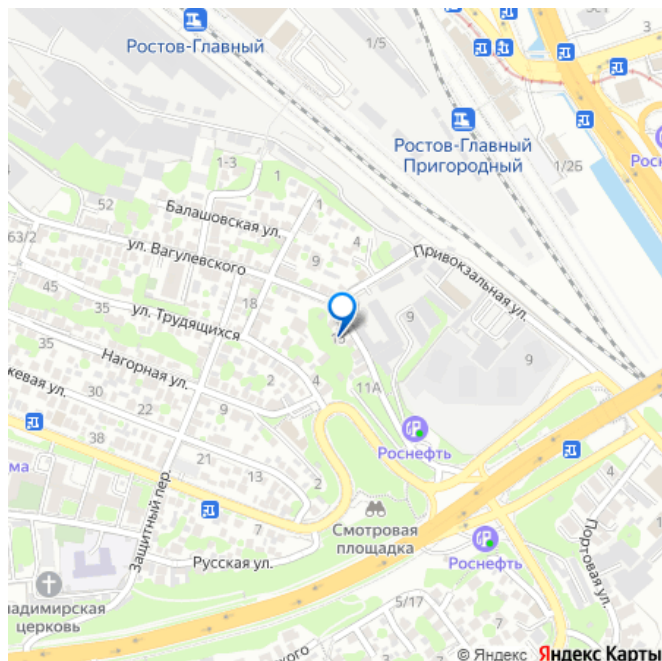 Ростов-Главный
1/5
3
Ростов-Главный
Пригородный
1/26
1-3
1
1
52
Балашовская ул.
4
63/2
ул. Вагулевского
9
Привокзальная ул.
45
35
18
ул. Трудящихся
9
9
35
Нагорная ул.
2
4
11А
30
22
9
Роснефть
38
21
13
2
Защитный пер.
7
Смотровая
площадка
Роснефть
Русская ул.
Портовая ул.
церковь
5/17
© Яндекс Яндекс Карты